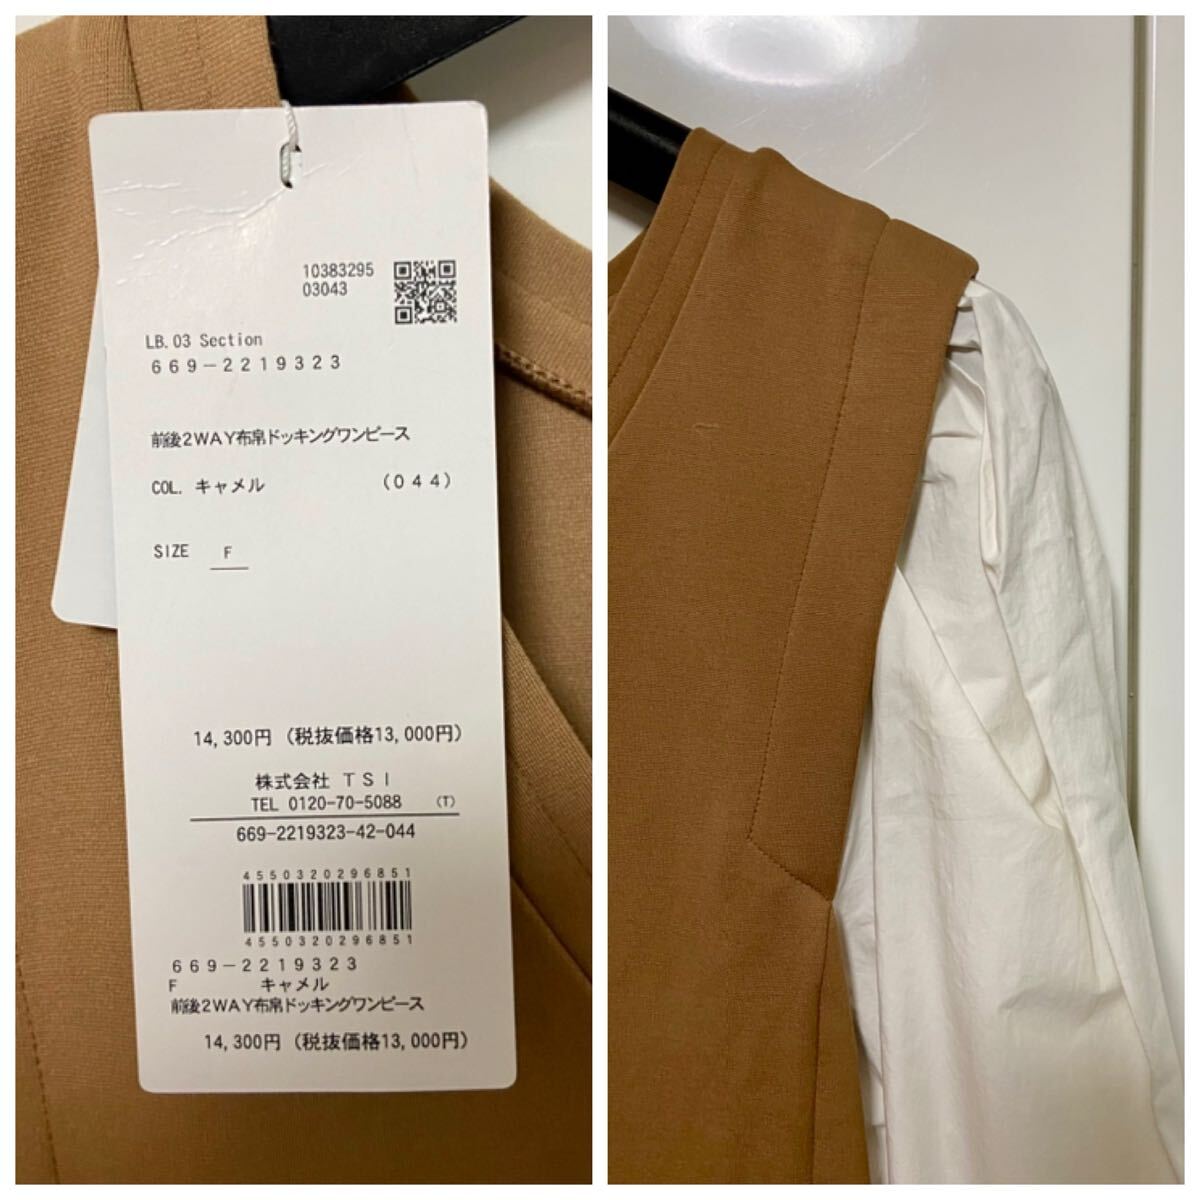 10383295
03043
LB.03 Section
669-2219323
前後2WAY布帛ドッキングワンピース
COL. キャメル (044)
SIZE F
14,300円 (税抜価格13,000円)
株式会社 TSI
TEL 0120-70-5088 (T)
669-2219323-42-044
4550320296851
4550320296851
669-2219323
F キャメル
前後2WAY布帛ドッキングワンピース
14,300円 (税抜価格13,000円)